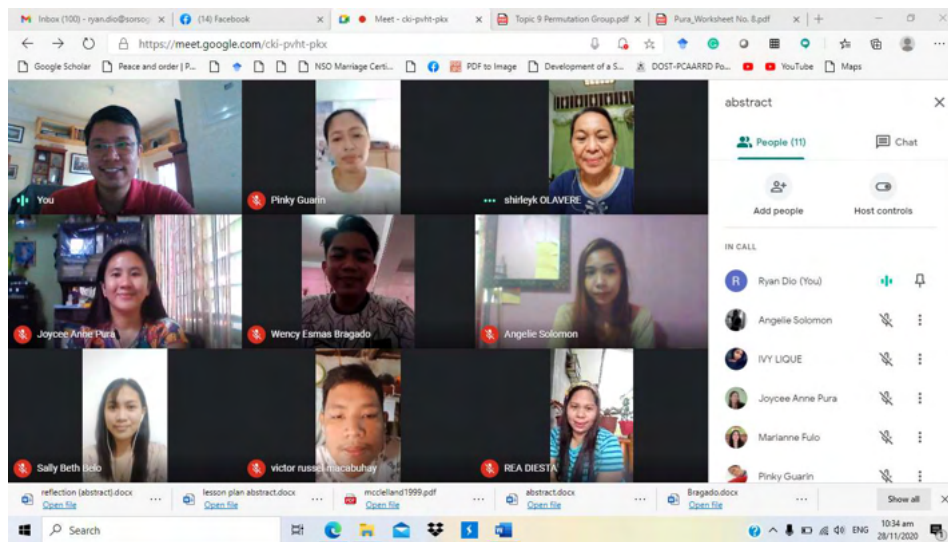 Inbox (100) - ryan.dio@sorsog
(14) Facebook
Meet - cki-pvht-pkx
Topic 9 Permutation Group.pdf
Pura_Worksheet No. 8.pdf
https://meet.google.com/cki-pvht-pkx
Google Scholar
Peace and order | P...
NSO Marriage Certi...
PDF to Image
Development of a S...
DOST-PCAARRD Po...
YouTube
Maps
You
Pinky Guarin
shirleyk OLAVERE
Joycee Anne Pura
Wency Esmas Bragado
Angelie Solomon
Sally Beth Belo
victor russel macabuhay
REA DIESTA
abstract
People (11)
Chat
Add people
Host controls
IN CALL
R
Ryan Dio (You)
Angelie Solomon
IVY LIQUE
Joycee Anne Pura
Marianne Fulo
Pinky Guarin
reflection (abstract).docx
Open file
lesson plan abstract.docx
Open file
mcclelland1999.pdf
Open file
abstract.docx
Open file
Bragado.docx
Open file
Show all
Search
ENG
10:34 am
28/11/2020